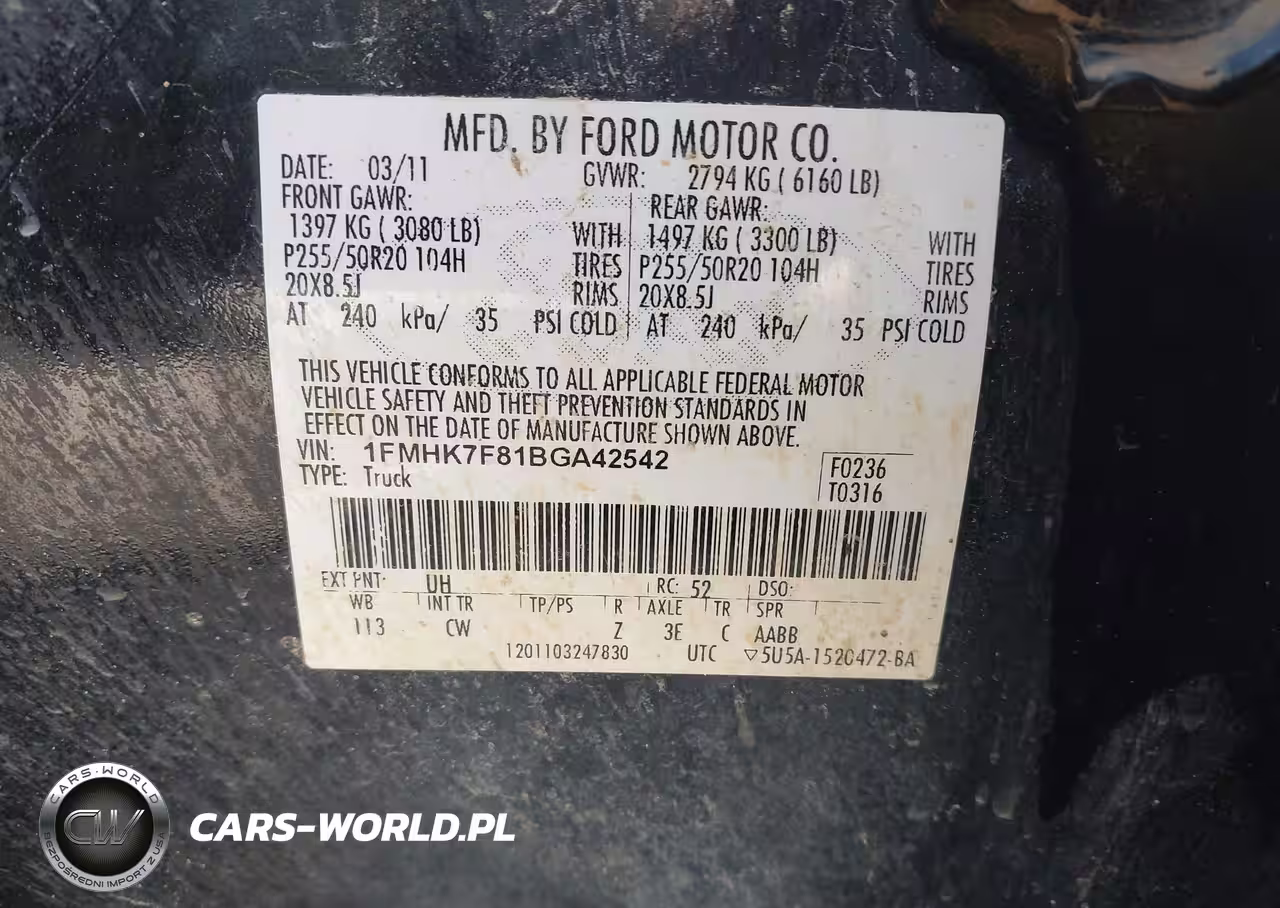 MFD. BY FORD MOTOR CO.
DATE: 03/11 GVWR: 2794 KG ( 6160 LB)
FRONT GAWR: REAR GAWR:
1397 KG ( 3080 LB) WITH 1497 KG ( 3300 LB) WITH
P255/50R20 104H TIRES P255/50R20 104H TIRES
20X8.5J RIMS 20X8.5J RIMS
AT 240 kPa/ 35 PSI COLD AT 240 kPa/ 35 PSI COLD
THIS VEHICLE CONFORMS TO ALL APPLICABLE FEDERAL MOTOR
VEHICLE SAFETY AND THEFT PREVENTION STANDARDS IN
EFFECT ON THE DATE OF MANUFACTURE SHOWN ABOVE.
VIN: 1FMHK7F81BGA42542
TYPE: Truck
F0236
T0316
EXT PNT: UH RC: 52 DSO:
WB INT TR TP/PS R AXLE TR SPR
113 CW Z 3E C AABB
1201103247830 UTC ▽5U5A-1520472-BA
CARS-WORLD
CW
BEZPOŚREDNI IMPORT Z USA
CARS-WORLD.PL